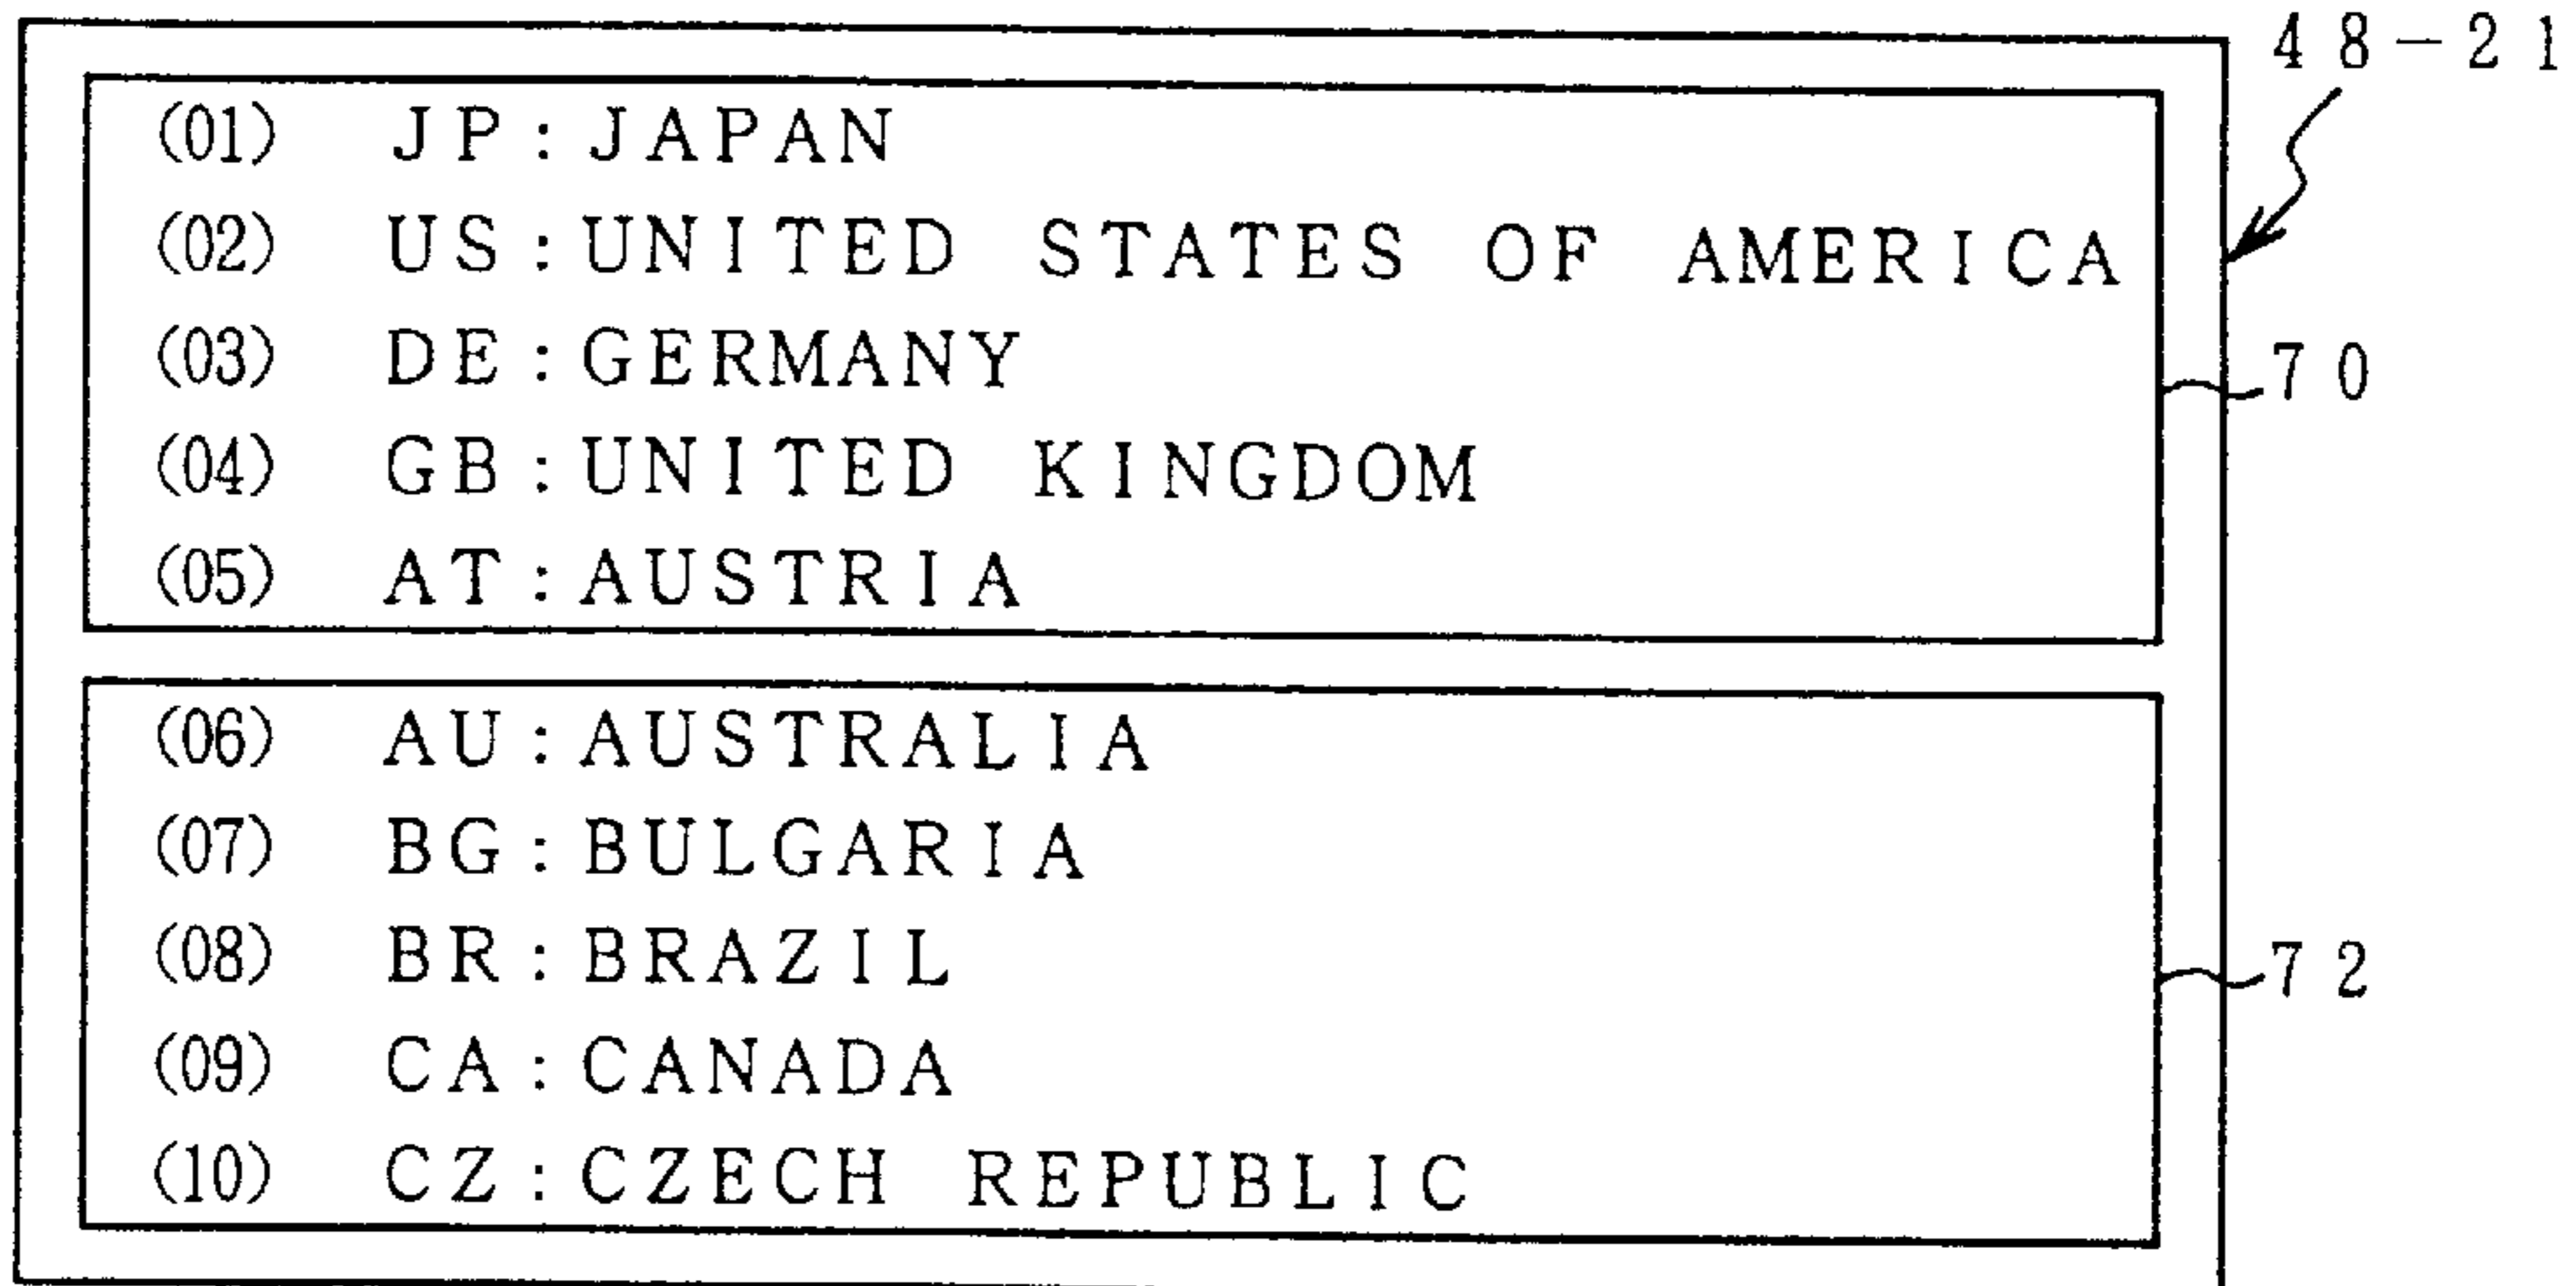 48-21
(01) JP:JAPAN
(02) US:UNITED STATES OF AMERICA
(03) DE:GERMANY
70
(04) GB:UNITED KINGDOM
(05) AT:AUSTRIA
(06) AU:AUSTRALIA
(07) BG:BULGARIA
(08) BR:BRAZIL
72
(09) CA:CANADA
(10) CZ:CZECH REPUBLIC